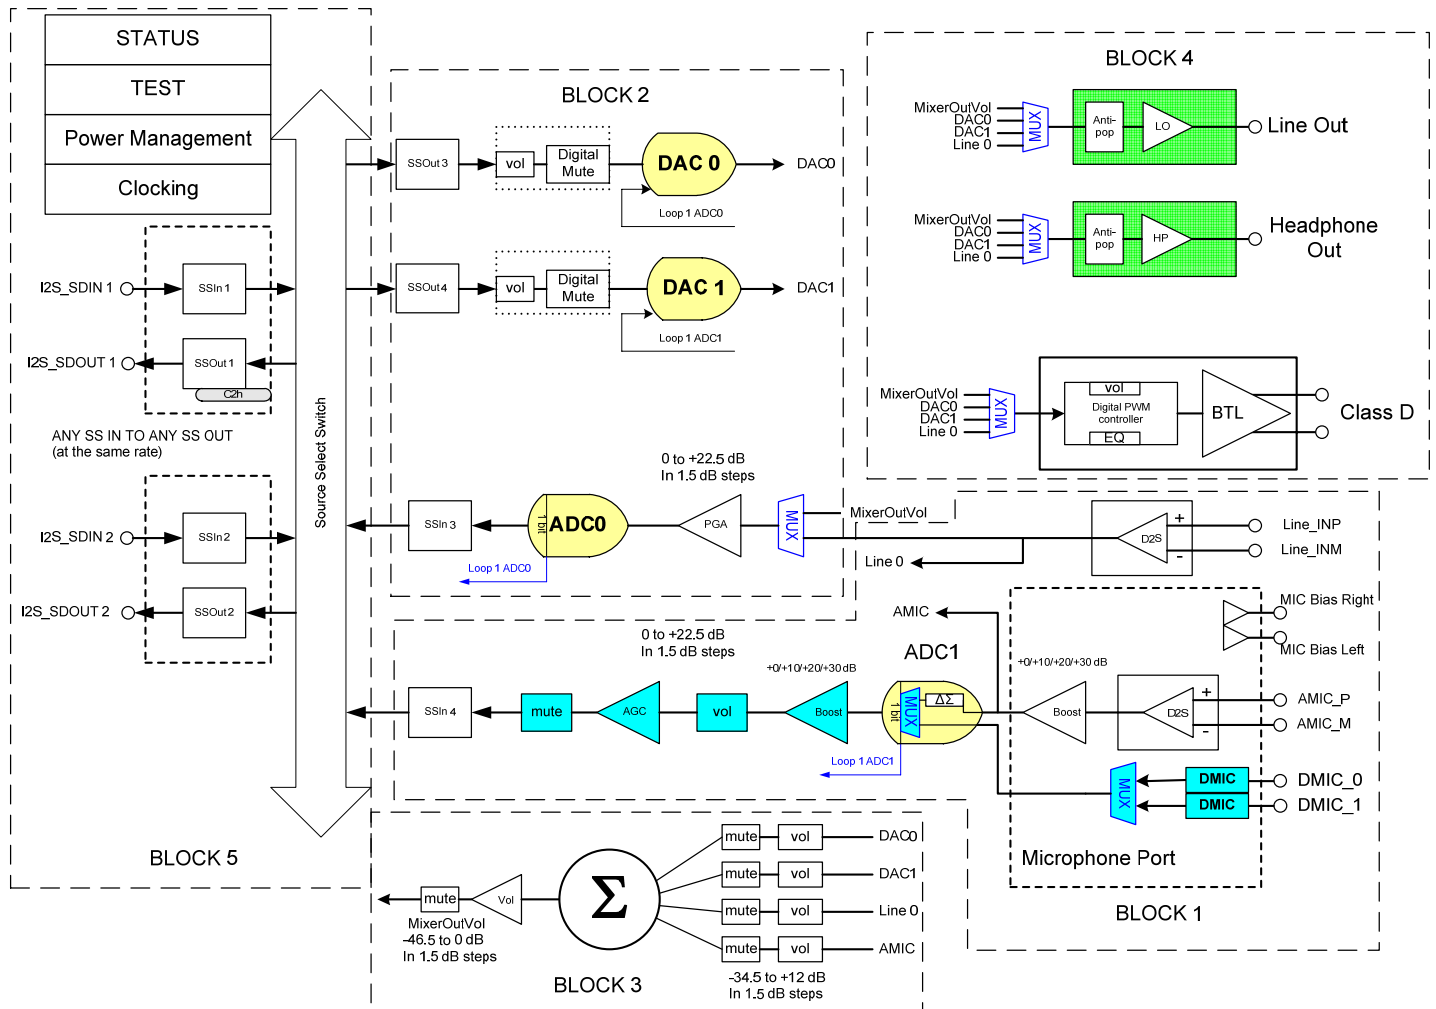 STATUS
TEST
Power Management
Clocking
I2S_SDIN 1
SSIn 1
I2S_SDOUT 1
SSOut 1
C2h
ANY SS IN TO ANY SS OUT
(at the same rate)
I2S_SDIN 2
SSIn 2
I2S_SDOUT 2
SSOut 2
Source Select Switch
BLOCK 5
BLOCK 2
SSOut 3
vol
Digital
Mute
DAC 0
DAC0
Loop 1 ADC0
SSOut 4
vol
Digital
Mute
DAC 1
DAC1
Loop 1 ADC1
0 to +22.5 dB
In 1.5 dB steps
SSIn 3
1 bit
ADC0
PGA
MUX
MixerOutVol
Loop 1 ADC0
Line 0
BLOCK 4
MixerOutVol
DAC0
DAC1
Line 0
MUX
Anti-
pop
LO
Line Out
MixerOutVol
DAC0
DAC1
Line 0
MUX
Anti-
pop
HP
Headphone
Out
MixerOutVol
DAC0
DAC1
Line 0
MUX
vol
Digital PWM
controller
EQ
BTL
Class D
D2S
+
-
Line_INP
Line_INM
AMIC
0 to +22.5 dB
In 1.5 dB steps
ADC1
+0/+10/+20/+30 dB
SSIn 4
mute
AGC
vol
Boost
1 bit
MUX
ΔΣ
Loop 1 ADC1
+0/+10/+20/+30 dB
Boost
D2S
+
-
MIC Bias Right
MIC Bias Left
AMIC_P
AMIC_M
MUX
DMIC
DMIC
DMIC_0
DMIC_1
Microphone Port
BLOCK 1
mute
Vol
Σ
MixerOutVol
-46.5 to 0 dB
In 1.5 dB steps
mute
vol
DAC0
mute
vol
DAC1
mute
vol
Line 0
mute
vol
AMIC
-34.5 to +12 dB
In 1.5 dB steps
BLOCK 3